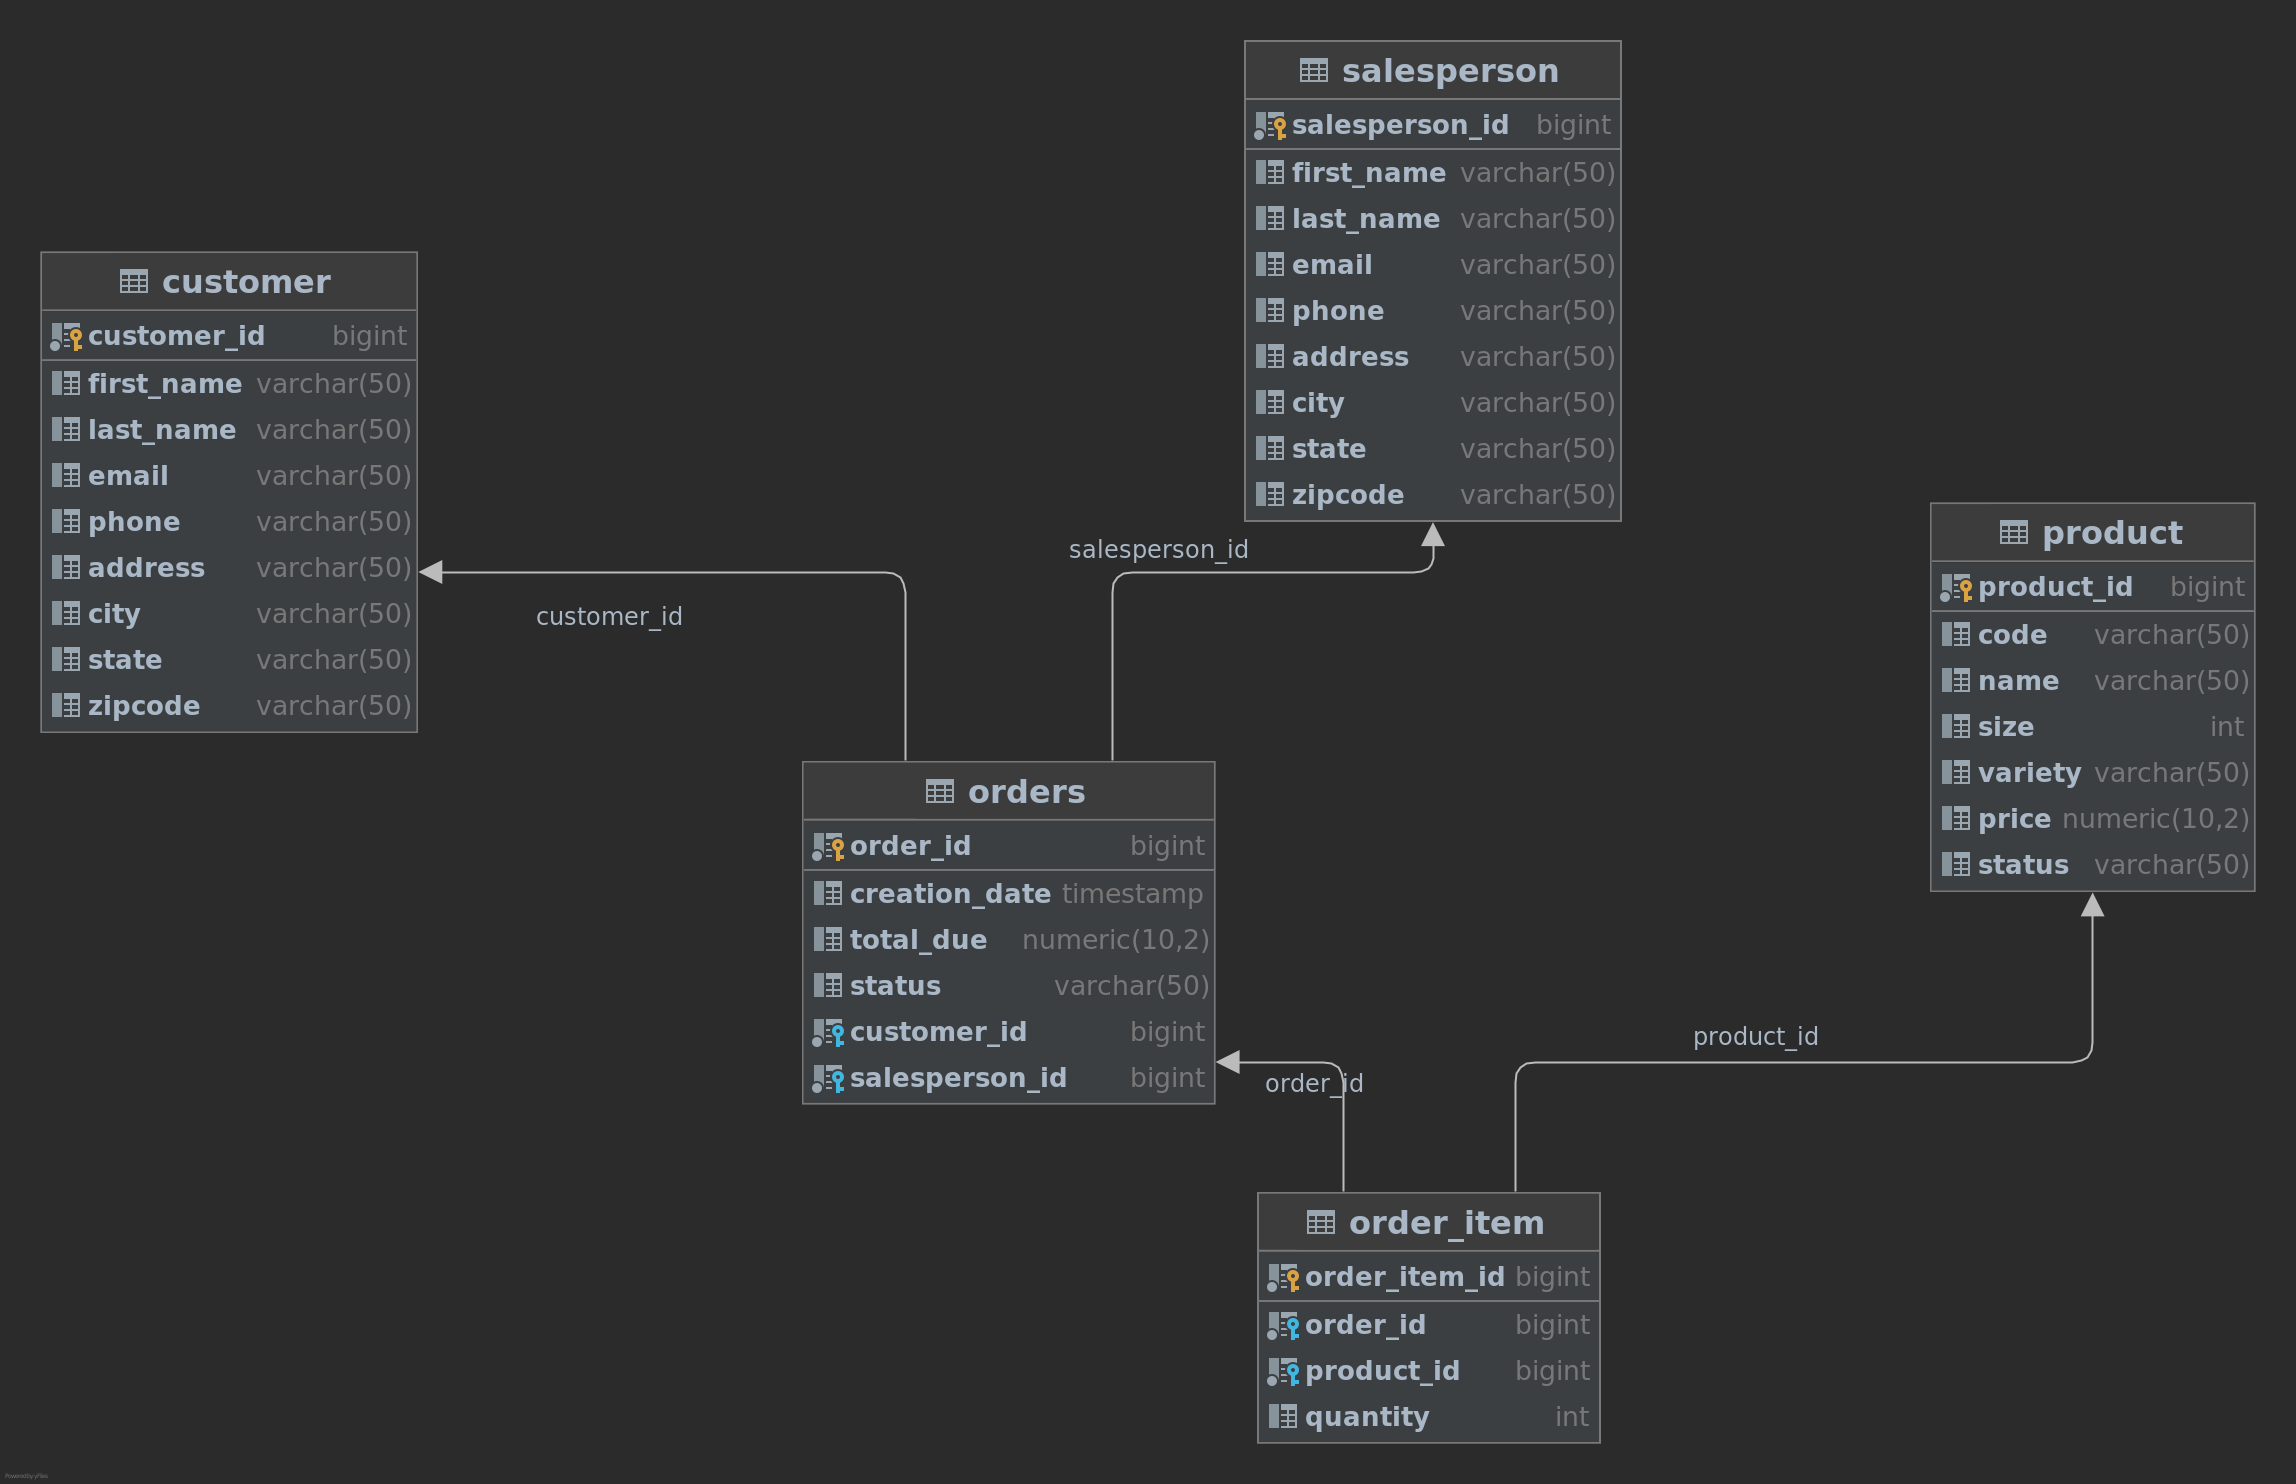 salesperson
salesperson_id bigint
first_name varchar(50)
last_name varchar(50)
email varchar(50)
phone varchar(50)
address varchar(50)
city varchar(50)
state varchar(50)
zipcode varchar(50)
customer
customer_id bigint
first_name varchar(50)
last_name varchar(50)
email varchar(50)
phone varchar(50)
address varchar(50)
city varchar(50)
state varchar(50)
zipcode varchar(50)
product
product_id bigint
code varchar(50)
name varchar(50)
size int
variety varchar(50)
price numeric(10,2)
status varchar(50)
salesperson_id
customer_id
orders
order_id bigint
creation_date timestamp
total_due numeric(10,2)
status varchar(50)
customer_id bigint
salesperson_id bigint
product_id
order_id
order_item
order_item_id bigint
order_id bigint
product_id bigint
quantity int
Powered by yFiles